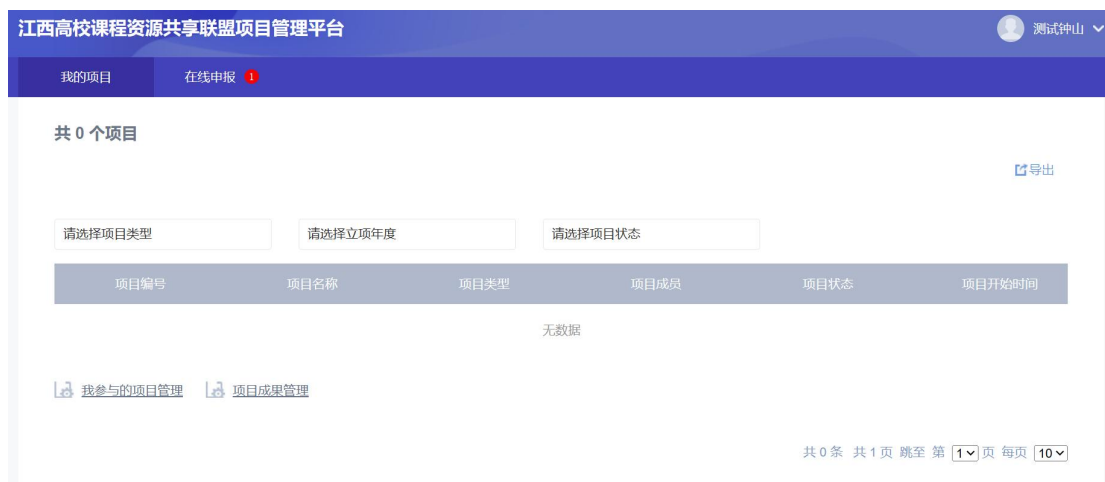 江西高校课程资源共享联盟项目管理平台 测试钟山
我的项目 在线申报 1
共 0 个项目
导出
请选择项目类型 请选择立项年度 请选择项目状态
项目编号 项目名称 项目类型 项目成员 项目状态 项目开始时间
无数据
我参与的项目管理 项目成果管理
共 0 条 共 1 页 跳至 第 1 页 每页 10